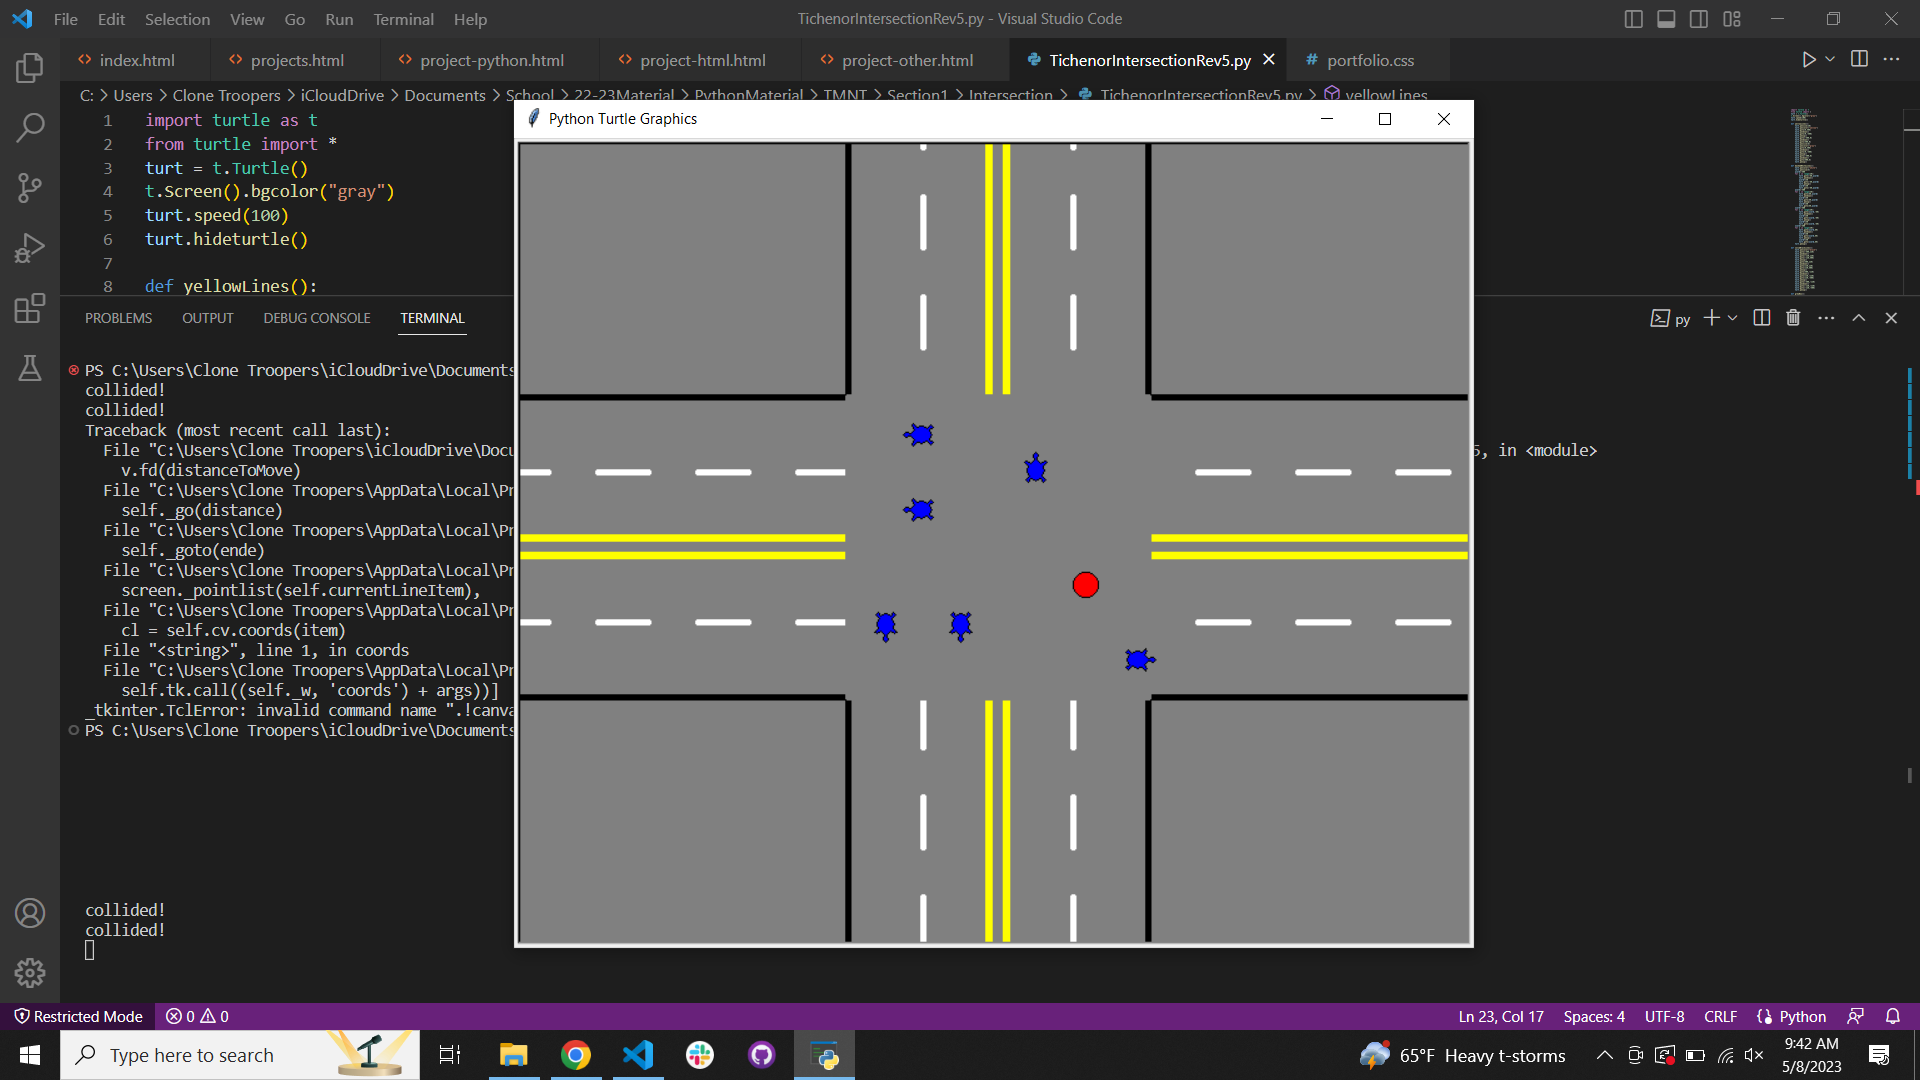 File Edit Selection View Go Run Terminal Help TichenorIntersectionRev5.py - Visual Studio Code
<> index.html <> projects.html <> project-python.html <> project-html.html <> project-other.html TichenorIntersectionRev5.py # portfolio.css
C: > Users > Clone Troopers > iCloudDrive > Documents > School > 22-23Material > PythonMaterial > TMNT > Section1 > Intersection > TichenorIntersectionRev5.py > yellowLines
Python Turtle Graphics
1 import turtle as t
2 from turtle import *
3 turt = t.Turtle()
4 t.Screen().bgcolor("gray")
5 turt.speed(100)
6 turt.hideturtle()
7
8 def yellowLines():
PROBLEMS OUTPUT DEBUG CONSOLE TERMINAL
py
PS C:\Users\Clone Troopers\iCloudDrive\Documents
collided!
collided!
Traceback (most recent call last):
File "C:\Users\Clone Troopers\iCloudDrive\Docu 5, in <module>
v.fd(distanceToMove)
File "C:\Users\Clone Troopers\AppData\Local\Pr
self._go(distance)
File "C:\Users\Clone Troopers\AppData\Local\Pr
self._goto(ende)
File "C:\Users\Clone Troopers\AppData\Local\Pr
screen._pointlist(self.currentLineItem),
File "C:\Users\Clone Troopers\AppData\Local\Pr
cl = self.cv.coords(item)
File "<string>", line 1, in coords
File "C:\Users\Clone Troopers\AppData\Local\Pr
self.tk.call((self._w, 'coords') + args))]
_tkinter.TclError: invalid command name ".!canva
PS C:\Users\Clone Troopers\iCloudDrive\Documents
collided!
collided!
Restricted Mode 0 0 Ln 23, Col 17 Spaces: 4 UTF-8 CRLF Python
Type here to search 65°F Heavy t-storms 9:42 AM
5/8/2023